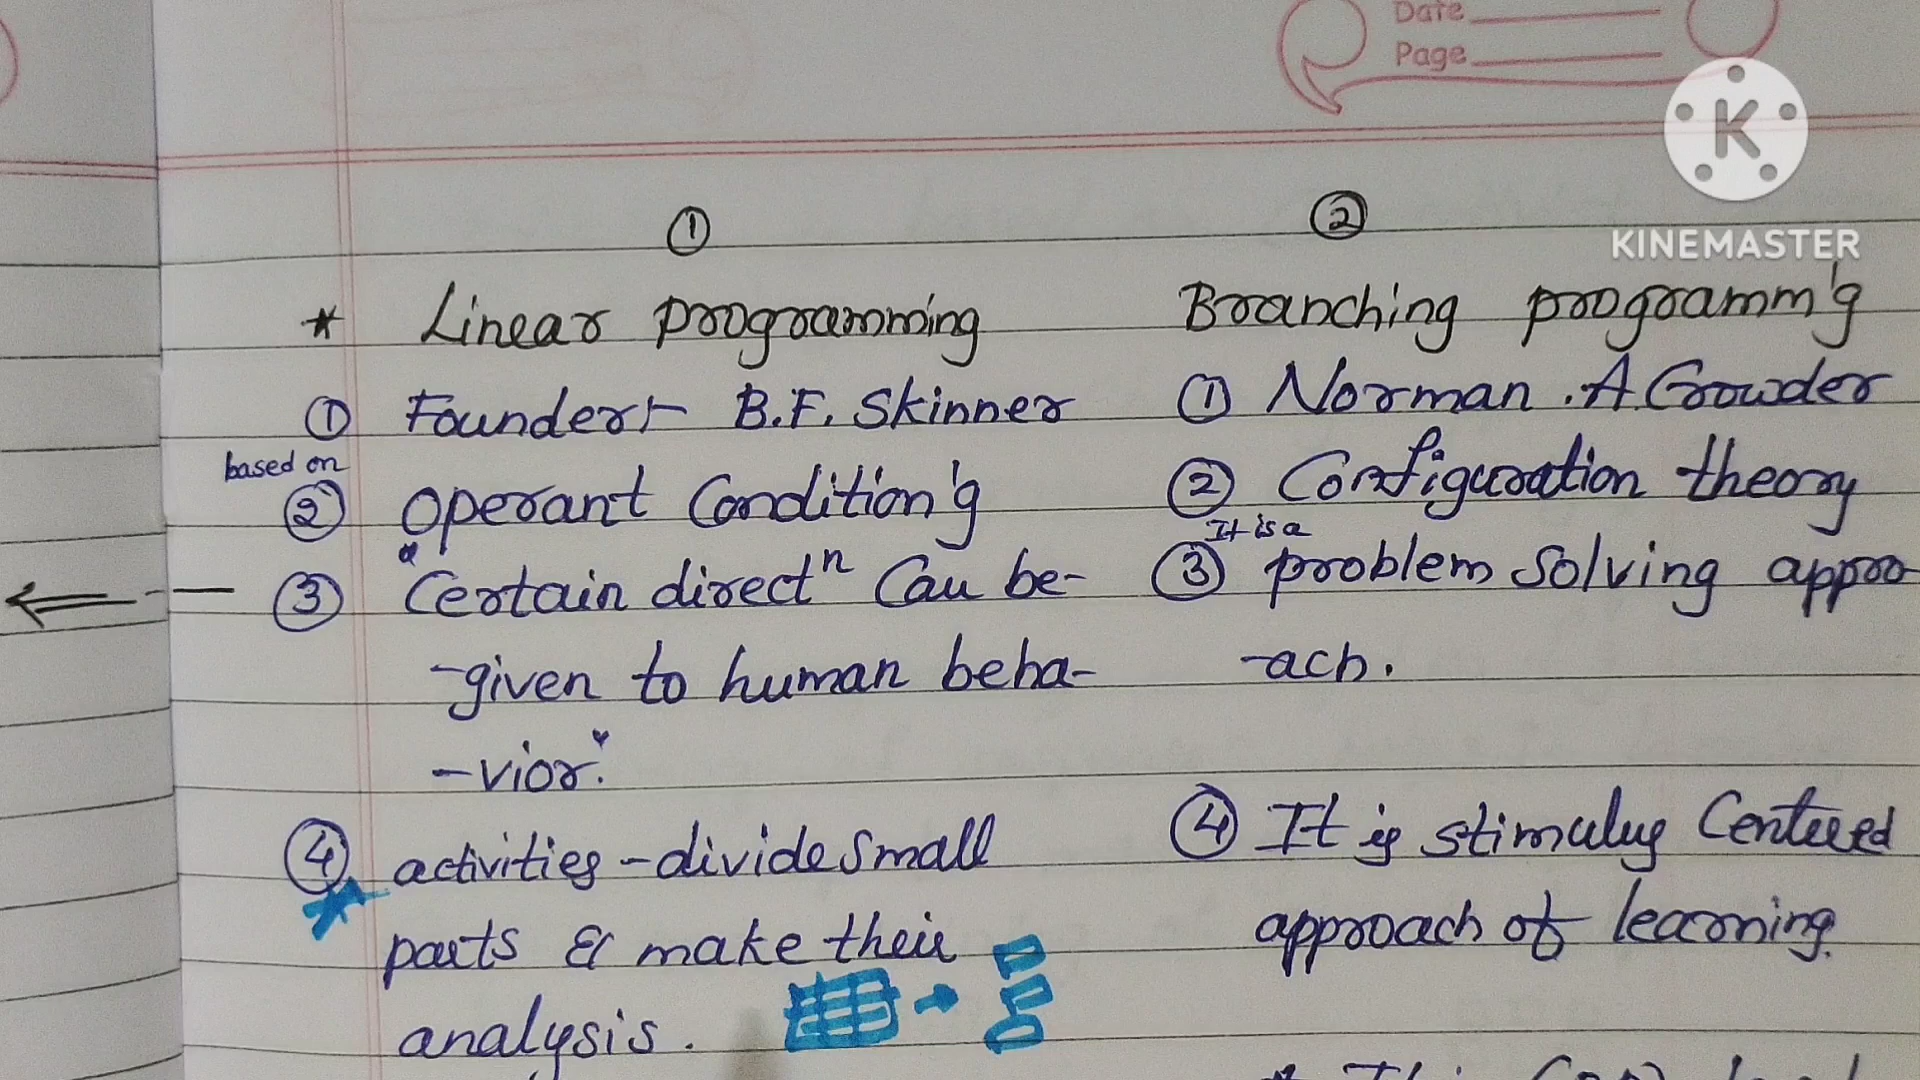 Date
Page
KINEMASTER
① ②
* Linear programming
① Founder:- B.F. Skinner
based on
② Operant Condition'g
③ "Certain directⁿ Can be-
-given to human beha-
-vior."
④ activities - divide small
parts & make their
analysis.
Branching programm'g
① Norman .A.Crowder
② Configuration theory
It is a
③ problem Solving appro-
-ach.
④ It is stimulus Centered
approach of learning.